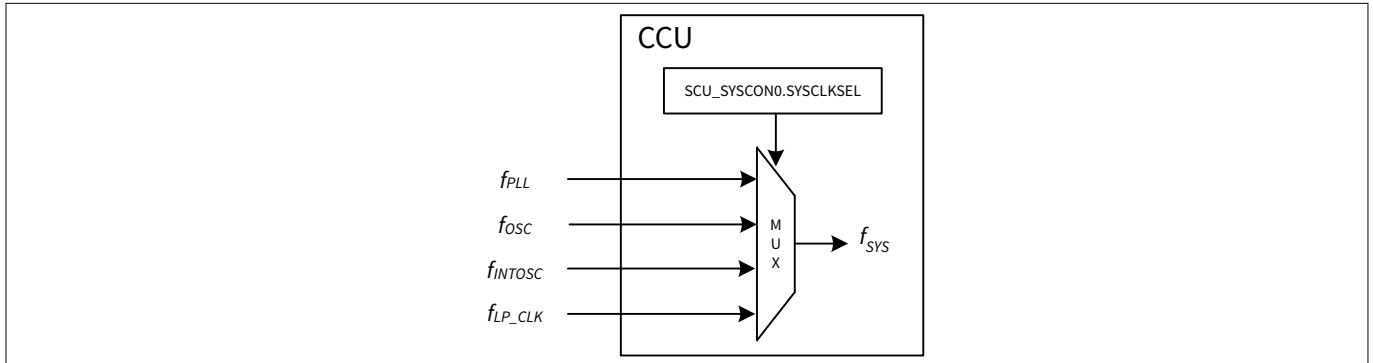 CCU
SCU_SYSCON0.SYSCLKSEL
fPLL
fOSC
fINTOSC
fLP_CLK
M
U
X
fSYS